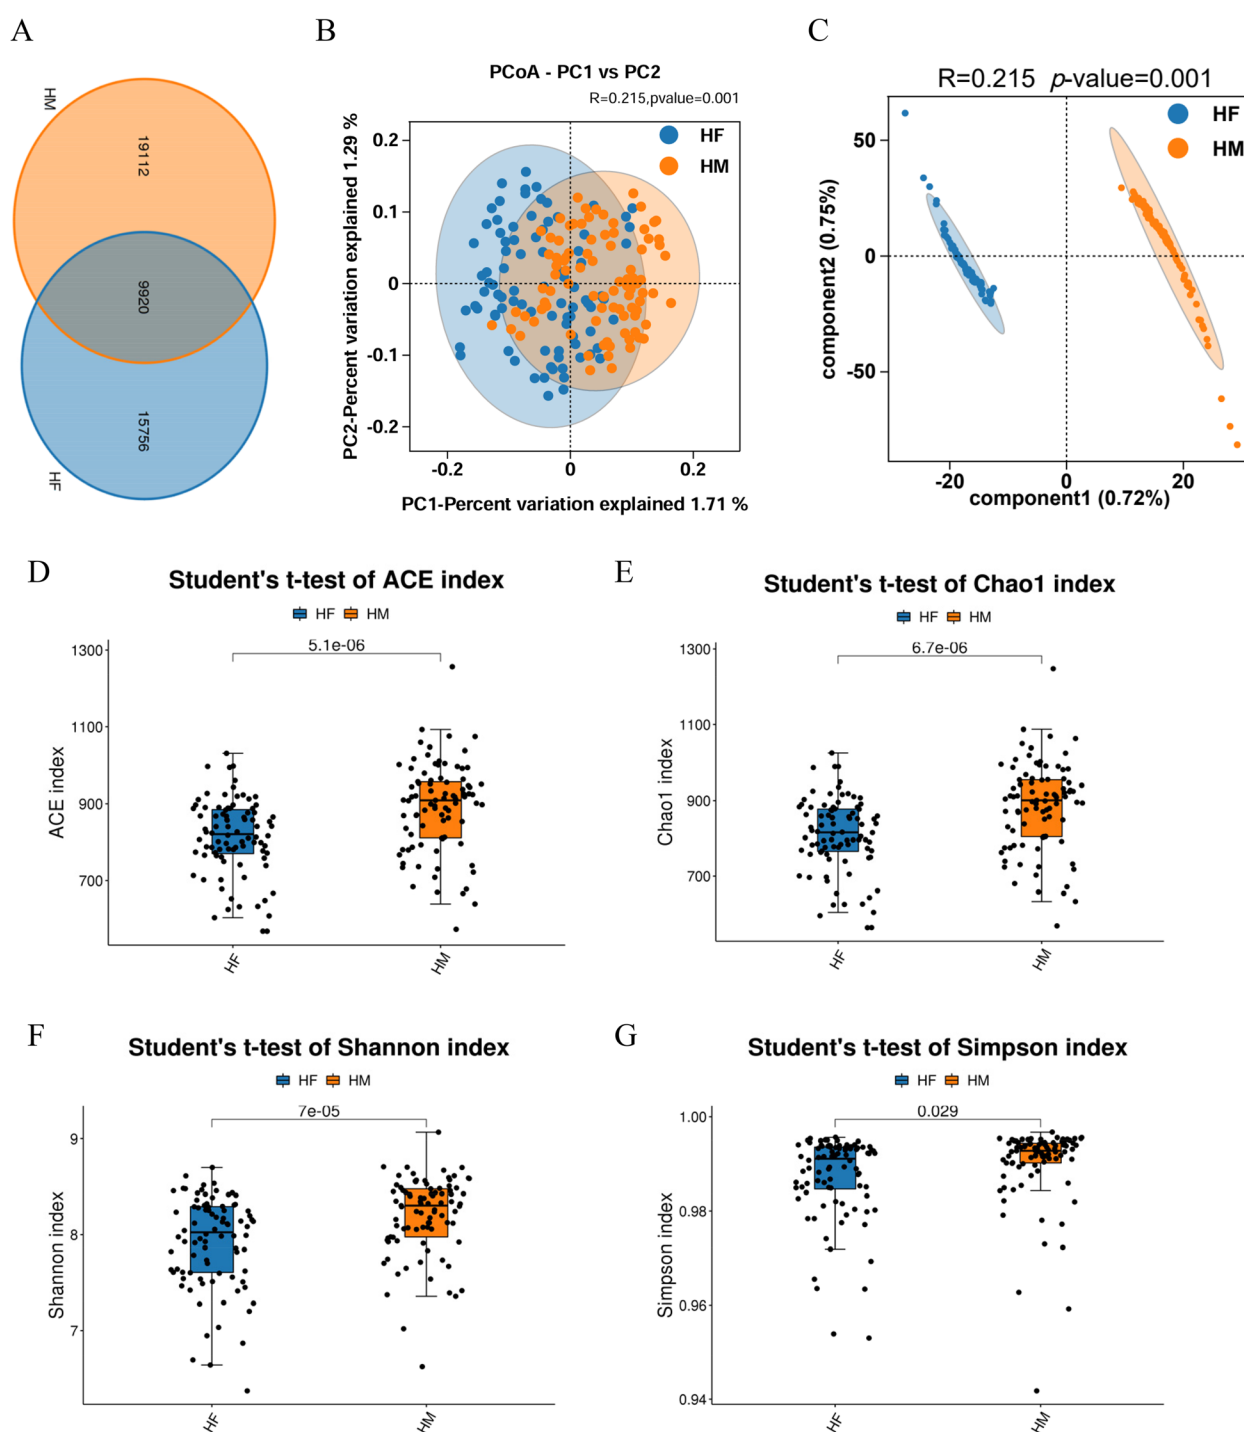 A
HM
19112
9920
15756
HF
B
PCoA - PC1 vs PC2
R=0.215,pvalue=0.001
HF
HM
PC2-Percent variation explained 1.29 %
0.2
0.1
0
-0.1
-0.2
-0.2 0 0.2
PC1-Percent variation explained 1.71 %
C
R=0.215 p-value=0.001
HF
HM
component2 (0.75%)
50
0
-50
-20 0 20
component1 (0.72%)
D
Student's t-test of ACE index
HF HM
5.1e-06
ACE index
1300
1100
900
700
HF HM
E
Student's t-test of Chao1 index
HF HM
6.7e-06
Chao1 index
1300
1100
900
700
HF HM
F
Student's t-test of Shannon index
HF HM
7e-05
Shannon index
9
8
7
HF HM
G
Student's t-test of Simpson index
HF HM
0.029
Simpson index
1.00
0.98
0.96
0.94
HF HM